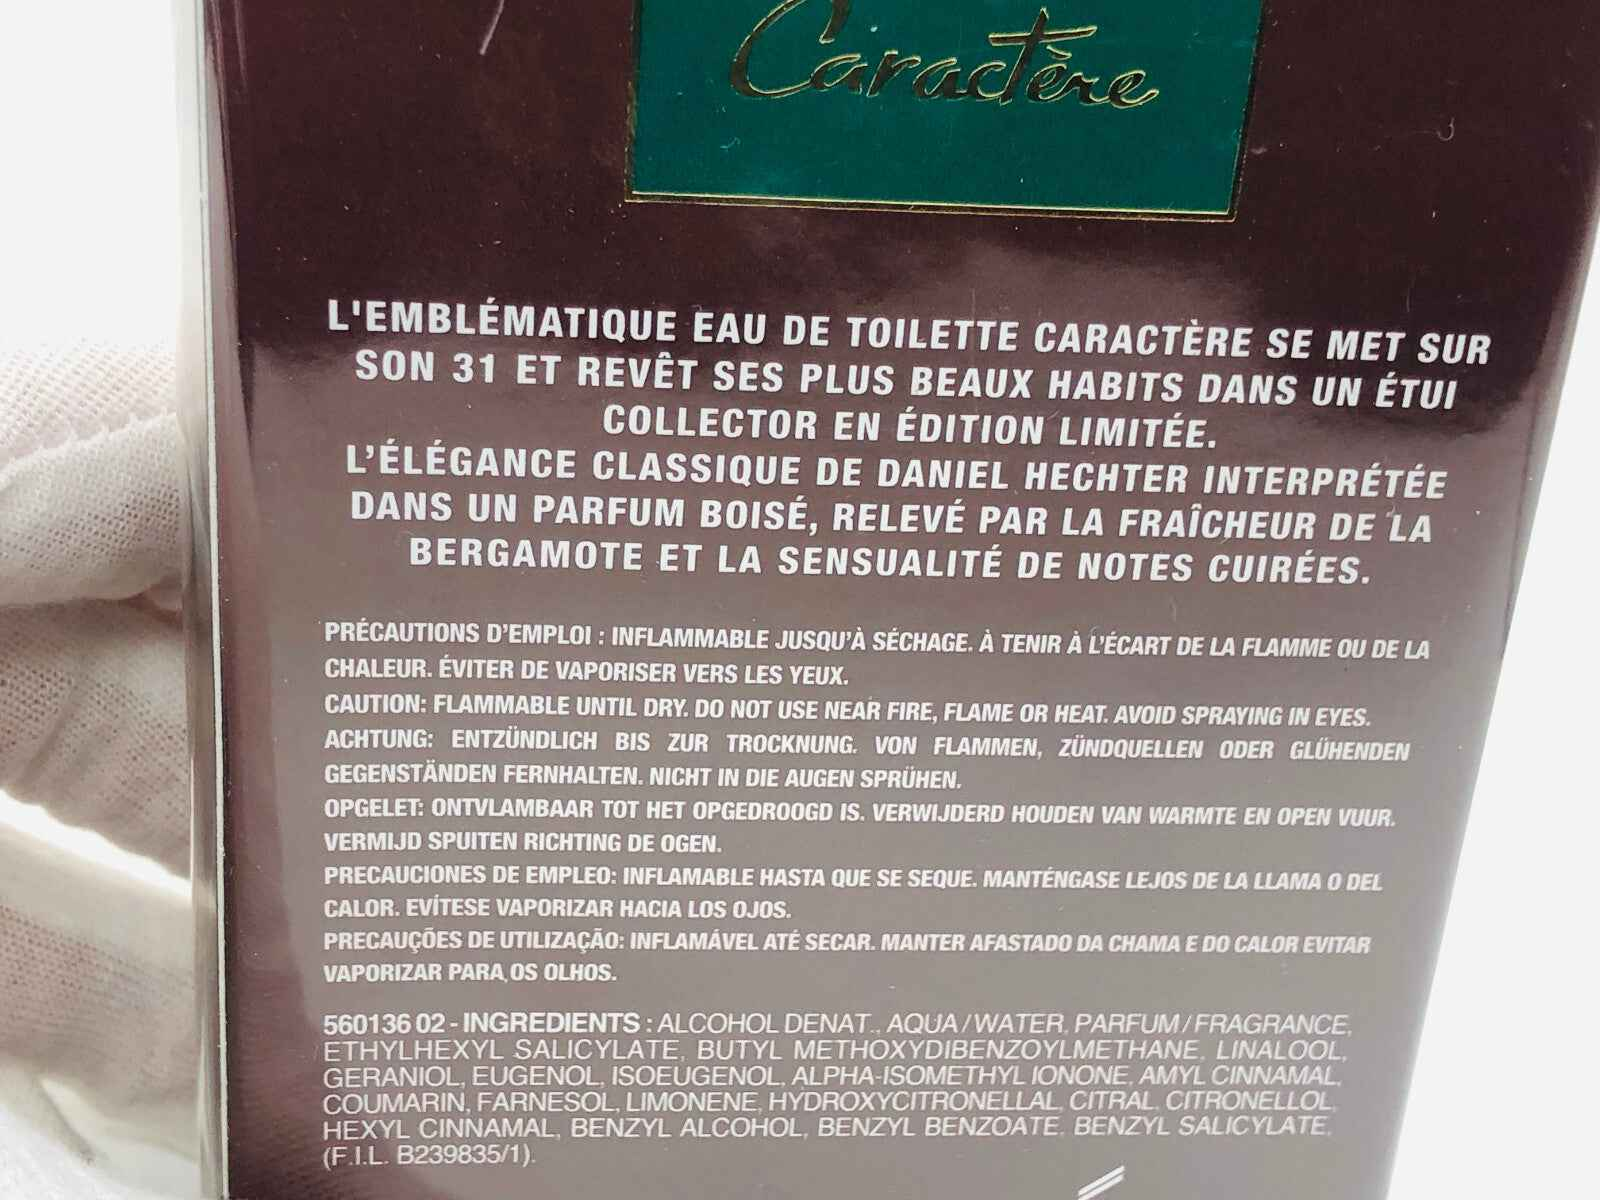 Caractère
L'EMBLÉMATIQUE EAU DE TOILETTE CARACTÈRE SE MET SUR
SON 31 ET REVÊT SES PLUS BEAUX HABITS DANS UN ÉTUI
COLLECTOR EN ÉDITION LIMITÉE.
L'ÉLÉGANCE CLASSIQUE DE DANIEL HECHTER INTERPRÉTÉE
DANS UN PARFUM BOISÉ, RELEVÉ PAR LA FRAÎCHEUR DE LA
BERGAMOTE ET LA SENSUALITÉ DE NOTES CUIRÉES.
PRÉCAUTIONS D'EMPLOI : INFLAMMABLE JUSQU'À SÉCHAGE. À TENIR À L'ÉCART DE LA FLAMME OU DE LA
CHALEUR. ÉVITER DE VAPORISER VERS LES YEUX.
CAUTION: FLAMMABLE UNTIL DRY. DO NOT USE NEAR FIRE, FLAME OR HEAT. AVOID SPRAYING IN EYES.
ACHTUNG: ENTZÜNDLICH BIS ZUR TROCKNUNG. VON FLAMMEN, ZÜNDQUELLEN ODER GLÜHENDEN
GEGENSTÄNDEN FERNHALTEN. NICHT IN DIE AUGEN SPRÜHEN.
OPGELET: ONTVLAMBAAR TOT HET OPGEDROOGD IS. VERWIJDERD HOUDEN VAN WARMTE EN OPEN VUUR.
VERMIJD SPUITEN RICHTING DE OGEN.
PRECAUCIONES DE EMPLEO: INFLAMABLE HASTA QUE SE SEQUE. MANTÉNGASE LEJOS DE LA LLAMA O DEL
CALOR. EVÍTESE VAPORIZAR HACIA LOS OJOS.
PRECAUÇÕES DE UTILIZAÇÃO: INFLAMÁVEL ATÉ SECAR. MANTER AFASTADO DA CHAMA E DO CALOR EVITAR
VAPORIZAR PARA OS OLHOS.
560136 02 - INGREDIENTS : ALCOHOL DENAT., AQUA / WATER, PARFUM / FRAGRANCE,
ETHYLHEXYL SALICYLATE, BUTYL METHOXYDIBENZOYLMETHANE, LINALOOL,
GERANIOL, EUGENOL, ISOEUGENOL, ALPHA-ISOMETHYL IONONE, AMYL CINNAMAL,
COUMARIN, FARNESOL, LIMONENE, HYDROXYCITRONELLAL, CITRAL, CITRONELLOL,
HEXYL CINNAMAL, BENZYL ALCOHOL, BENZYL BENZOATE, BENZYL SALICYLATE,
(F.I.L. B239835/1).